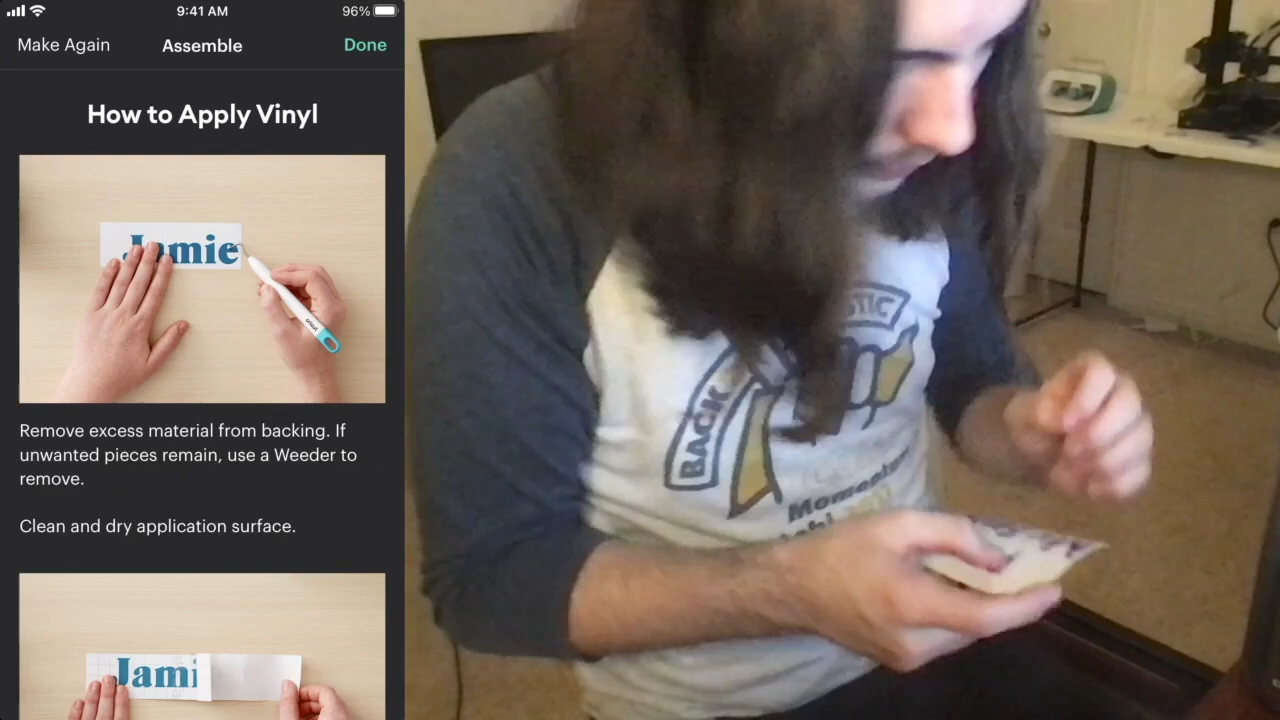 9:41 AM
96%
Make Again
Assemble
Done
How to Apply Vinyl
Jamie
cricut
Remove excess material from backing. If
unwanted pieces remain, use a Weeder to
remove.
Clean and dry application surface.
Jami
BACK